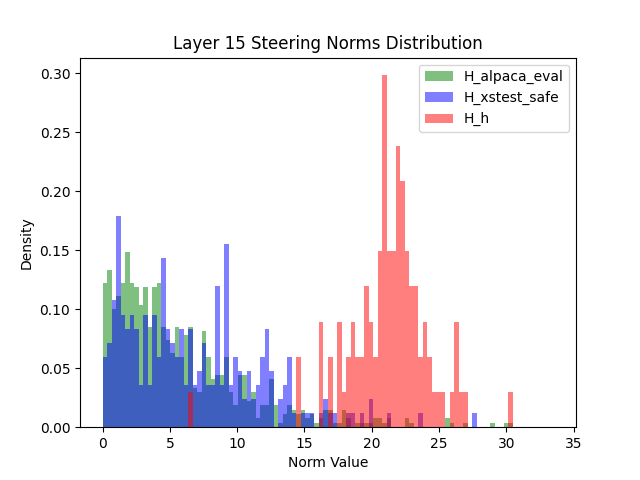 Layer 15 Steering Norms Distribution
H_alpaca_eval
H_xstest_safe
H_h
0.30
0.25
0.20
0.15
0.10
0.05
0.00
Density
0 5 10 15 20 25 30 35
Norm Value